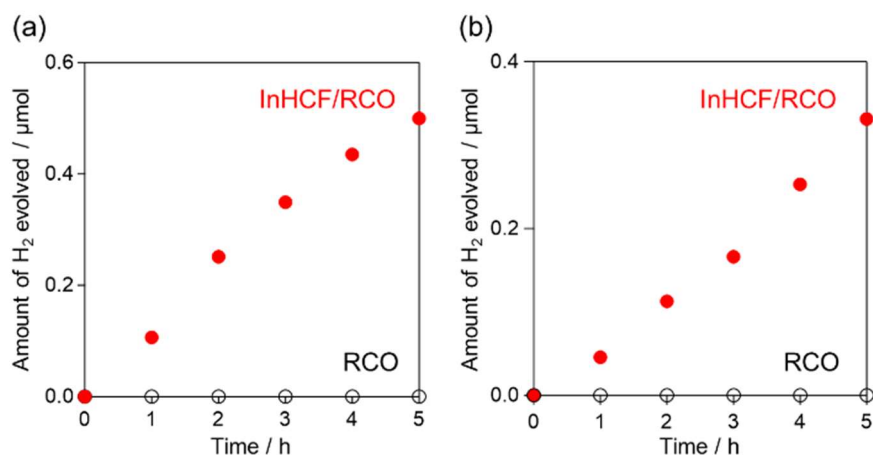 (a)
0.6
InHCF/RCO
0.4
0.2
RCO
0.0
0 1 2 3 4 5
Time / h
Amount of H₂ evolved / μmol
(b)
0.4
InHCF/RCO
0.2
RCO
0.0
0 1 2 3 4 5
Time / h
Amount of H₂ evolved / μmol